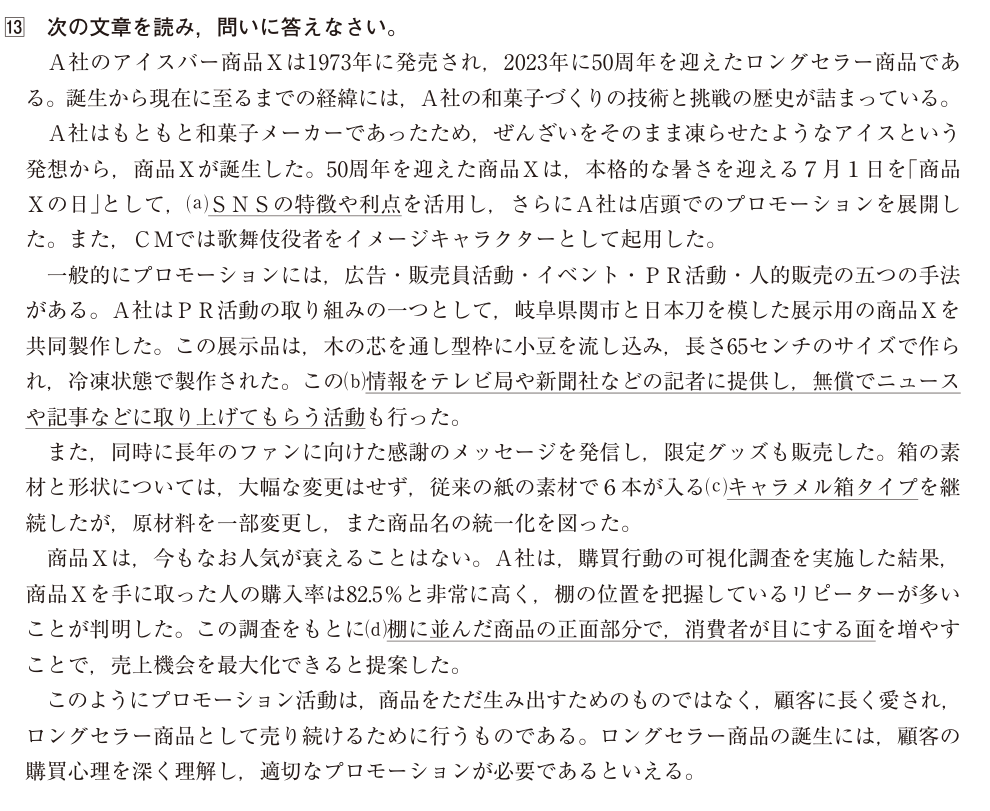 13 次の文章を読み，問いに答えなさい。
Ａ社のアイスバー商品Ｘは1973年に発売され，2023年に50周年を迎えたロングセラー商品であ
る。誕生から現在に至るまでの経緯には，Ａ社の和菓子づくりの技術と挑戦の歴史が詰まっている。
Ａ社はもともと和菓子メーカーであったため，ぜんざいをそのまま凍らせたようなアイスという
発想から，商品Ｘが誕生した。50周年を迎えた商品Ｘは，本格的な暑さを迎える７月１日を「商品
Ｘの日」として，(a)ＳＮＳの特徴や利点を活用し，さらにＡ社は店頭でのプロモーションを展開し
た。また，ＣＭでは歌舞伎役者をイメージキャラクターとして起用した。
一般的にプロモーションには，広告・販売員活動・イベント・ＰＲ活動・人的販売の五つの手法
がある。Ａ社はＰＲ活動の取り組みの一つとして，岐阜県関市と日本刀を模した展示用の商品Ｘを
共同製作した。この展示品は，木の芯を通し型枠に小豆を流し込み，長さ65センチのサイズで作ら
れ，冷凍状態で製作された。この(b)情報をテレビ局や新聞社などの記者に提供し，無償でニュース
や記事などに取り上げてもらう活動も行った。
また，同時に長年のファンに向けた感謝のメッセージを発信し，限定グッズも販売した。箱の素
材と形状については，大幅な変更はせず，従来の紙の素材で６本が入る(c)キャラメル箱タイプを継
続したが，原材料を一部変更し，また商品名の統一化を図った。
商品Ｘは，今もなお人気が衰えることはない。Ａ社は，購買行動の可視化調査を実施した結果，
商品Ｘを手に取った人の購入率は82.5％と非常に高く，棚の位置を把握しているリピーターが多い
ことが判明した。この調査をもとに(d)棚に並んだ商品の正面部分で，消費者が目にする面を増やす
ことで，売上機会を最大化できると提案した。
このようにプロモーション活動は，商品をただ生み出すためのものではなく，顧客に長く愛され，
ロングセラー商品として売り続けるために行うものである。ロングセラー商品の誕生には，顧客の
購買心理を深く理解し，適切なプロモーションが必要であるといえる。